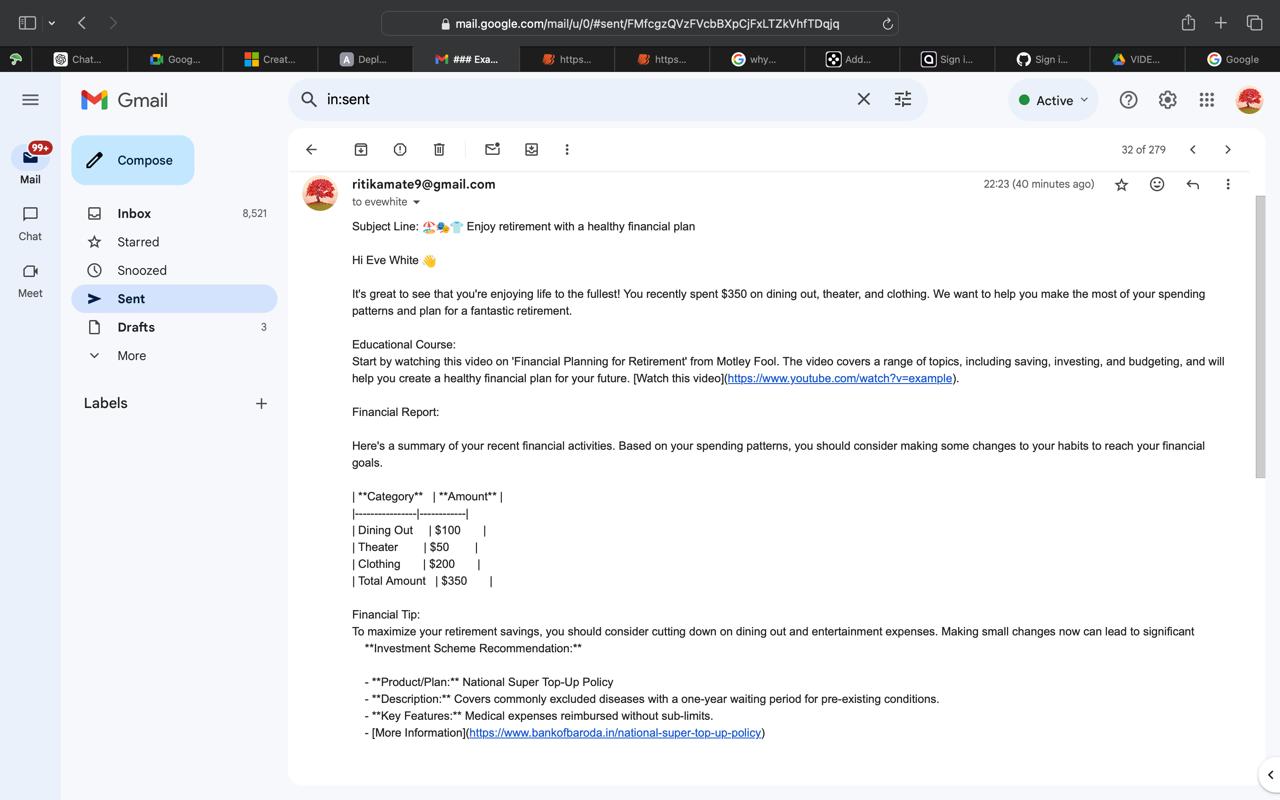 mail.google.com/mail/u/0/#sent/FMfcgzQVzFVcbBXpCjFxLTZkVhfTDqjq
Chat...
Goog...
Creat...
Depl...
### Exa...
https...
https...
why...
Add...
Sign i...
Sign i...
VIDE...
Google
Gmail
in:sent
Active
99+
Mail
Chat
Meet
Compose
Inbox 8,521
Starred
Snoozed
Sent
Drafts 3
More
Labels
32 of 279
ritikamate9@gmail.com
22:23 (40 minutes ago)
to evewhite
Subject Line: 🏖️🎭👕 Enjoy retirement with a healthy financial plan
Hi Eve White 👋
It's great to see that you're enjoying life to the fullest! You recently spent $350 on dining out, theater, and clothing. We want to help you make the most of your spending
patterns and plan for a fantastic retirement.
Educational Course:
Start by watching this video on 'Financial Planning for Retirement' from Motley Fool. The video covers a range of topics, including saving, investing, and budgeting, and will
help you create a healthy financial plan for your future. [Watch this video](https://www.youtube.com/watch?v=example).
Financial Report:
Here's a summary of your recent financial activities. Based on your spending patterns, you should consider making some changes to your habits to reach your financial
goals.
| **Category** | **Amount** |
|----------------|------------|
| Dining Out | $100 |
| Theater | $50 |
| Clothing | $200 |
| Total Amount | $350 |
Financial Tip:
To maximize your retirement savings, you should consider cutting down on dining out and entertainment expenses. Making small changes now can lead to significant
**Investment Scheme Recommendation:**
- **Product/Plan:** National Super Top-Up Policy
- **Description:** Covers commonly excluded diseases with a one-year waiting period for pre-existing conditions.
- **Key Features:** Medical expenses reimbursed without sub-limits.
- [More Information](https://www.bankofbaroda.in/national-super-top-up-policy)